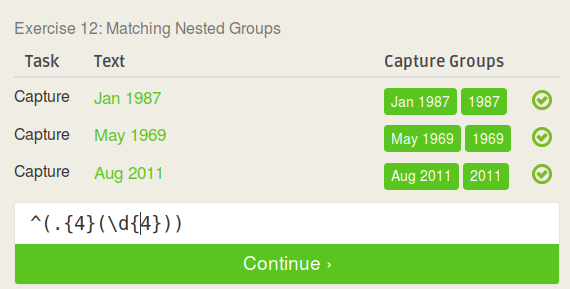 Exercise 12: Matching Nested Groups
Task Text Capture Groups
Capture Jan 1987 Jan 1987 1987
Capture May 1969 May 1969 1969
Capture Aug 2011 Aug 2011 2011
^(.{4}(\d{4}))
Continue ›